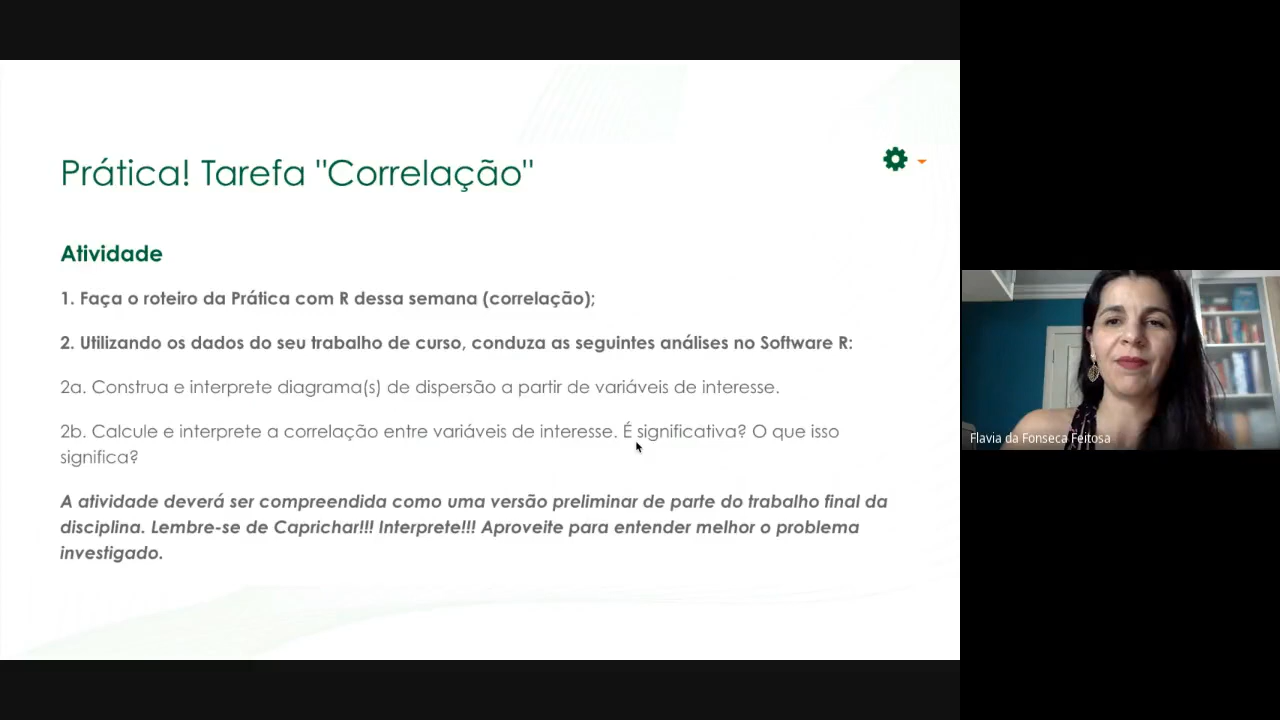 Prática! Tarefa "Correlação"
Atividade
1. Faça o roteiro da Prática com R dessa semana (correlação);
2. Utilizando os dados do seu trabalho de curso, conduza as seguintes análises no Software R:
2a. Construa e interprete diagrama(s) de dispersão a partir de variáveis de interesse.
2b. Calcule e interprete a correlação entre variáveis de interesse. É significativa? O que isso
significa?
A atividade deverá ser compreendida como uma versão preliminar de parte do trabalho final da
disciplina. Lembre-se de Caprichar!!! Interprete!!! Aproveite para entender melhor o problema
investigado.
Flavia da Fonseca Feitosa